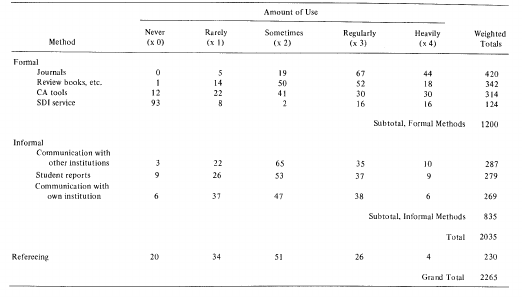 Amount of Use
Never Rarely Sometimes Regularly Heavily Weighted
Method (x 0) (x 1) (x 2) (x 3) (x 4) Totals
Formal
Journals 0 5 19 67 44 420
Review books, etc. 1 14 50 52 18 342
CA tools 12 22 41 30 30 314
SDI service 93 8 2 16 16 124
Subtotal, Formal Methods 1200
Informal
Communication with
other institutions 3 22 65 35 10 287
Student reports 9 26 53 37 9 279
Communication with
own institution 6 37 47 38 6 269
Subtotal, Informal Methods 835
Total 2035
Refereeing 20 34 51 26 4 230
Grand Total 2265